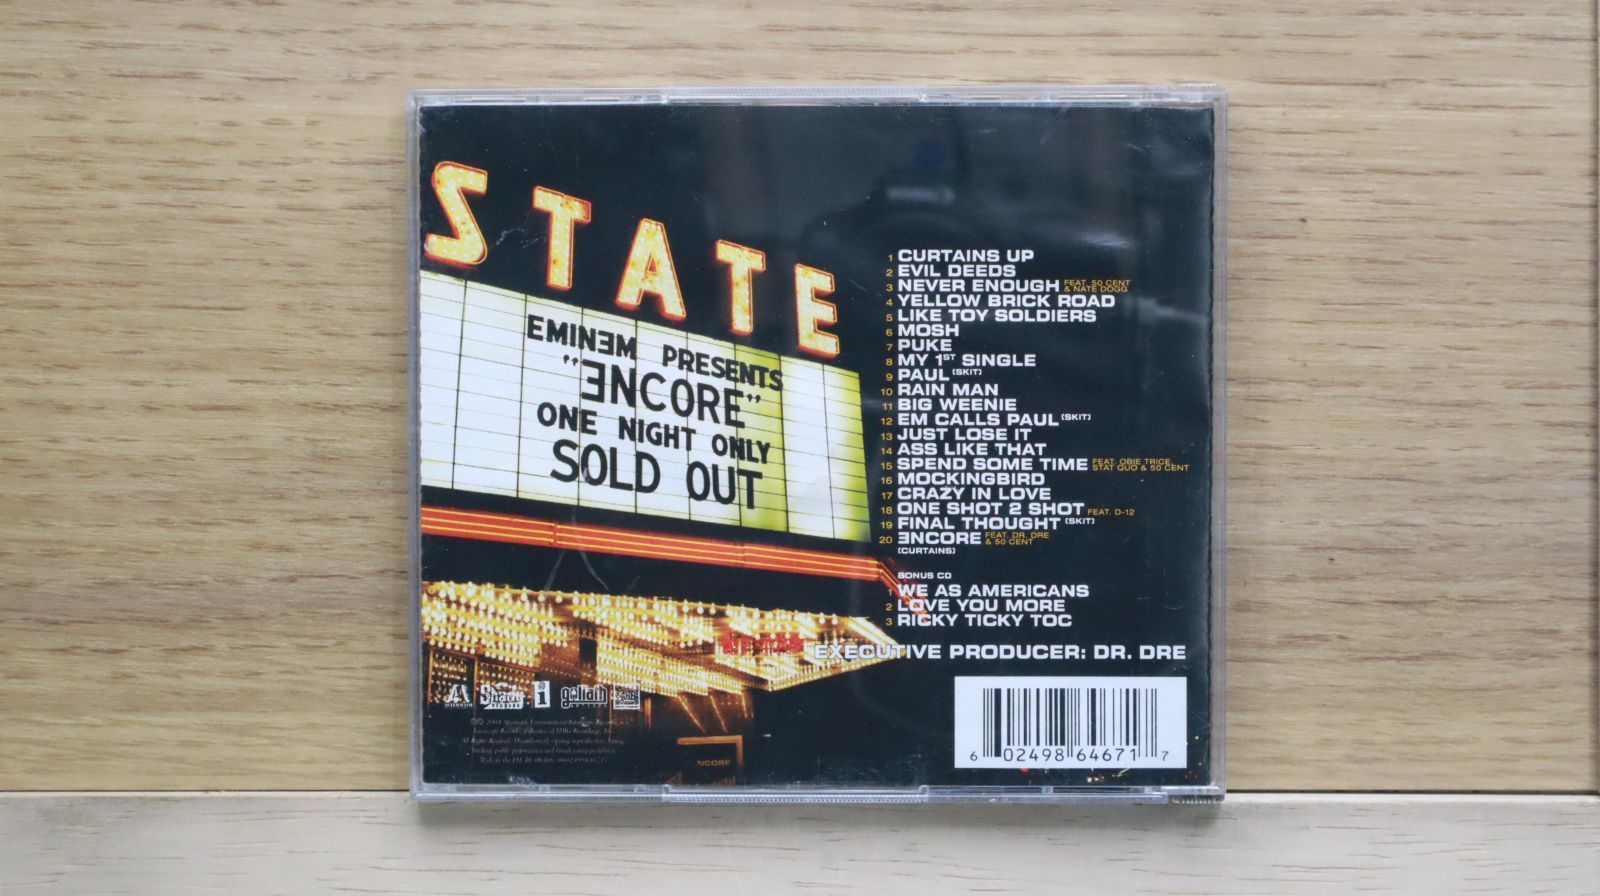 STATE
EMINƎM PRESENTS
"ƎNCORE"
ONE NIGHT ONLY
SOLD OUT
1 CURTAINS UP
2 EVIL DEEDS
3 NEVER ENOUGH FEAT. 50 CENT & NATE DOGG
4 YELLOW BRICK ROAD
5 LIKE TOY SOLDIERS
6 MOSH
7 PUKE
8 MY 1ST SINGLE
9 PAUL (SKIT)
10 RAIN MAN
11 BIG WEENIE
12 EM CALLS PAUL (SKIT)
13 JUST LOSE IT
14 ASS LIKE THAT
15 SPEND SOME TIME FEAT. OBIE TRICE, STAT QUO & 50 CENT
16 MOCKINGBIRD
17 CRAZY IN LOVE
18 ONE SHOT 2 SHOT FEAT. D-12
19 FINAL THOUGHT (SKIT)
20 ƎNCORE FEAT. DR. DRE & 50 CENT
(CURTAINS)
BONUS CD
1 WE AS AMERICANS
2 LOVE YOU MORE
3 RICKY TICKY TOC
EXECUTIVE PRODUCER: DR. DRE
Shady
i
goliath
NCORE
6 02498 64671 7